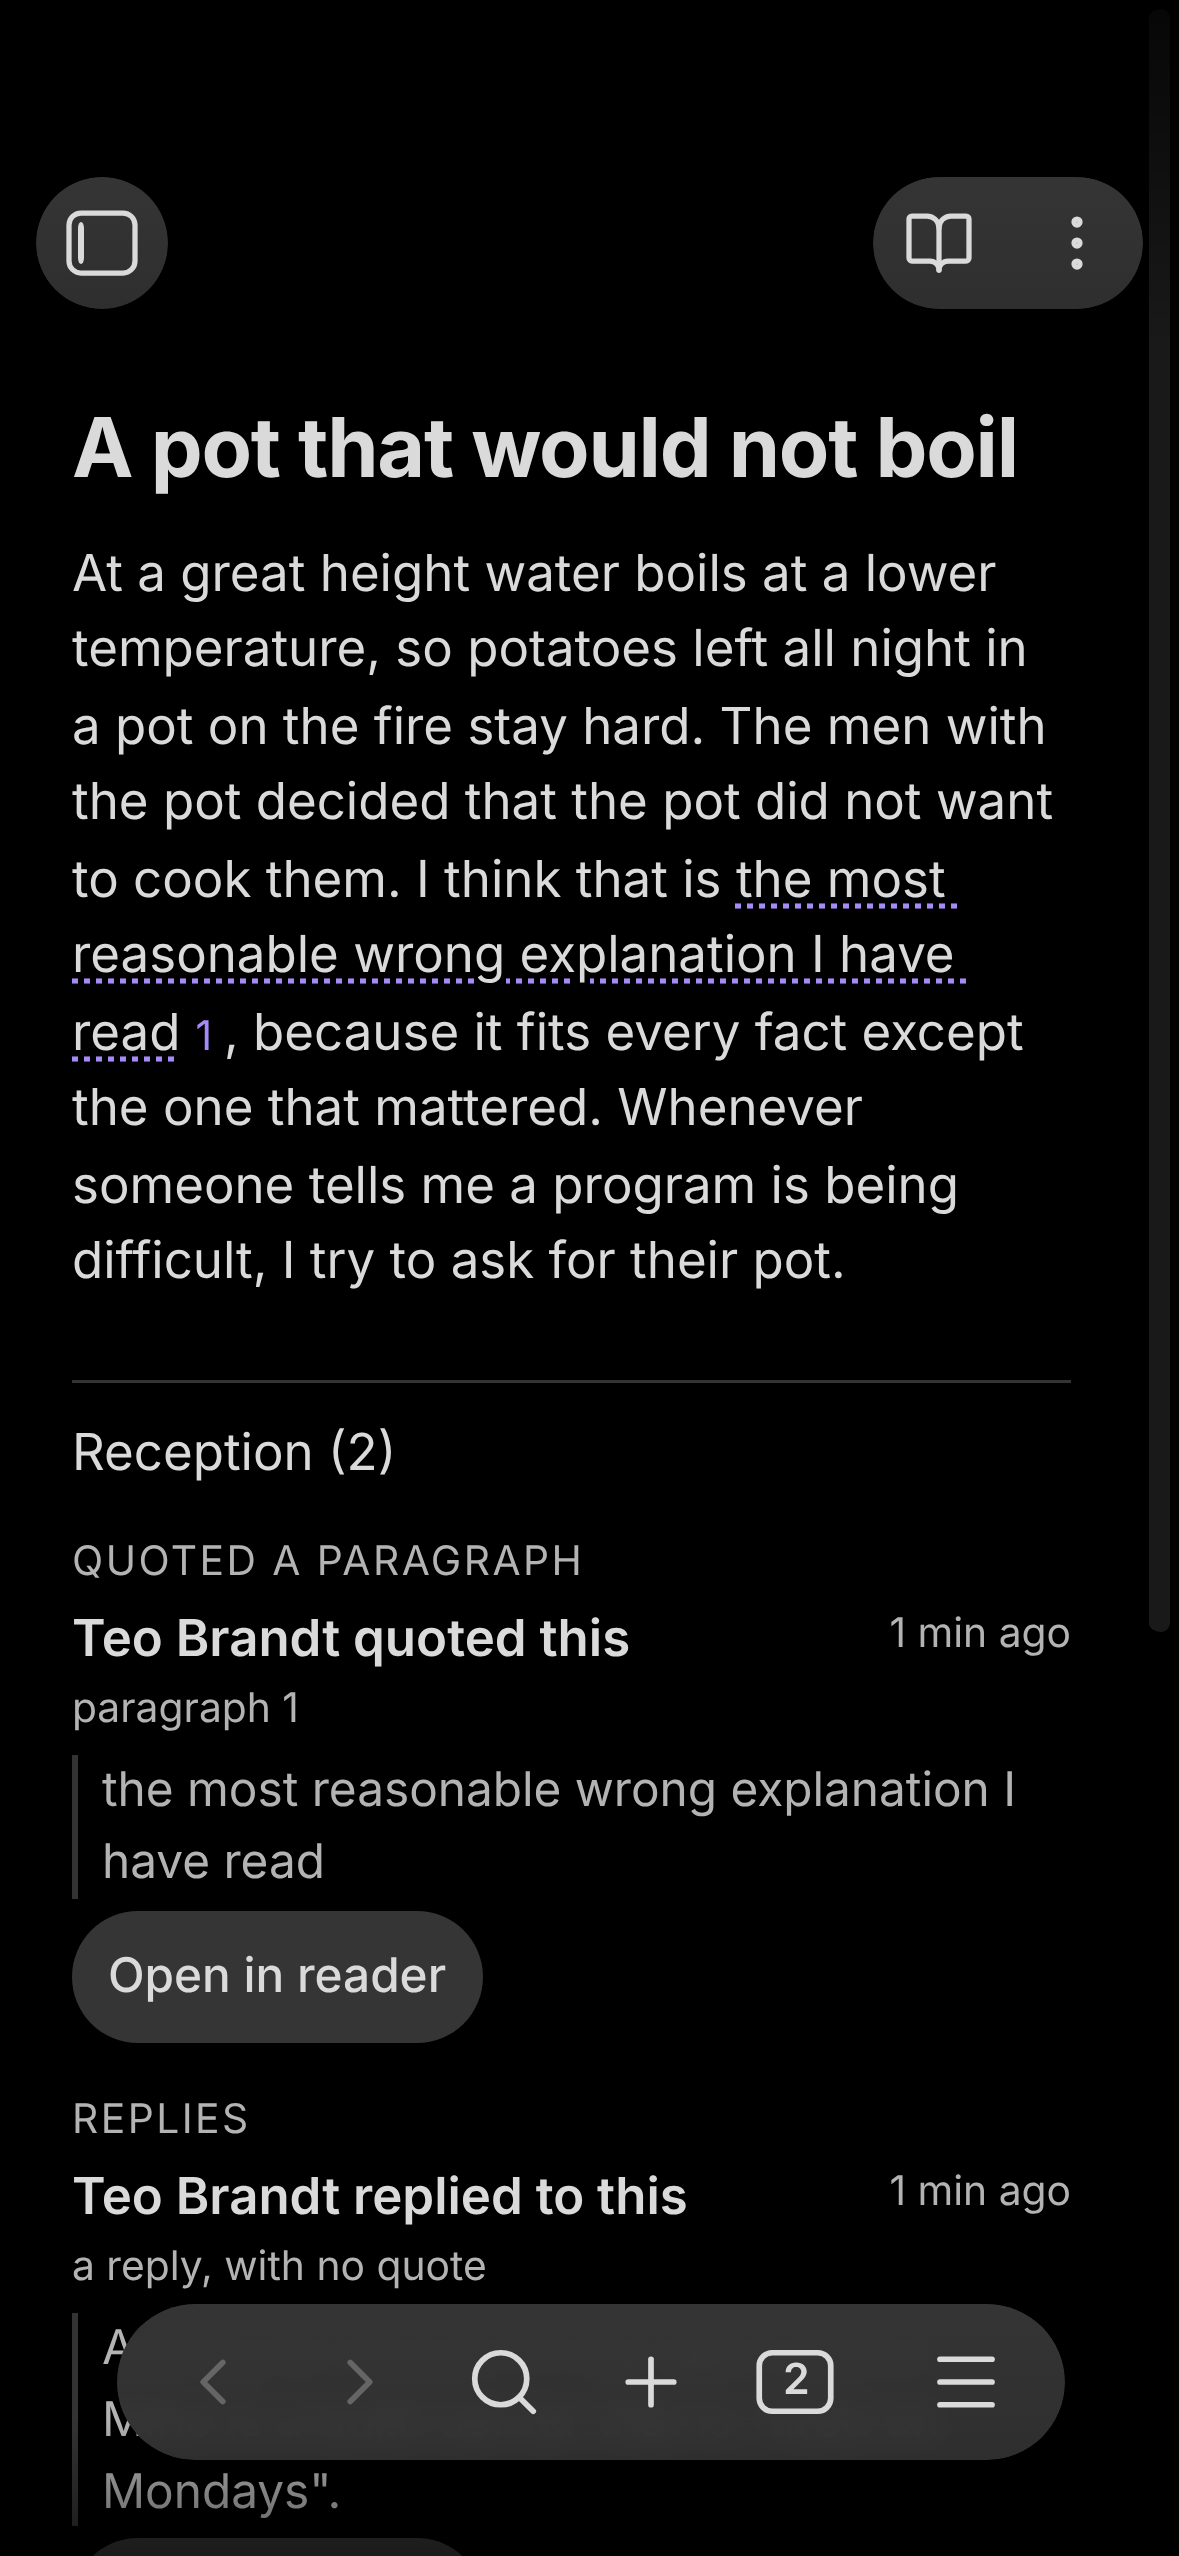 A pot that would not boil
At a great height water boils at a lower
temperature, so potatoes left all night in
a pot on the fire stay hard. The men with
the pot decided that the pot did not want
to cook them. I think that is the most
reasonable wrong explanation I have
read 1 , because it fits every fact except
the one that mattered. Whenever
someone tells me a program is being
difficult, I try to ask for their pot.
Reception (2)
QUOTED A PARAGRAPH
Teo Brandt quoted this 1 min ago
paragraph 1
the most reasonable wrong explanation I
have read
Open in reader
REPLIES
Teo Brandt replied to this 1 min ago
a reply, with no quote
2
Mondays".